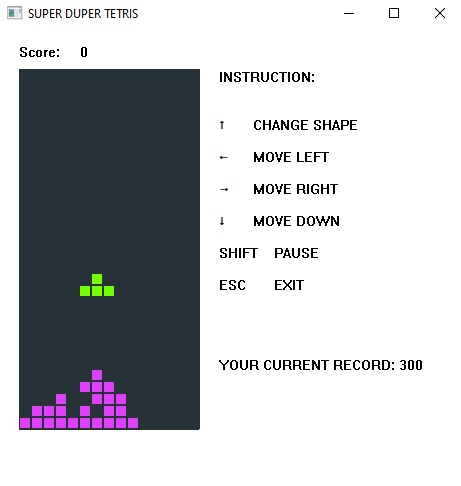 SUPER DUPER TETRIS
Score: 0
INSTRUCTION:
↑ CHANGE SHAPE
← MOVE LEFT
→ MOVE RIGHT
↓ MOVE DOWN
SHIFT PAUSE
ESC EXIT
YOUR CURRENT RECORD: 300